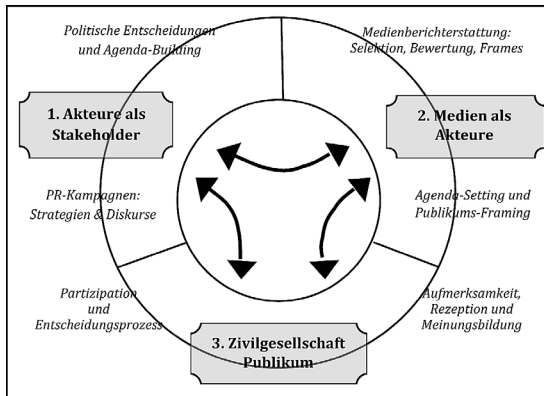 Politische Entscheidungen
und Agenda-Building
Medienberichterstattung:
Selektion, Bewertung, Frames
1. Akteure als
Stakeholder
2. Medien als
Akteure
PR-Kampagnen:
Strategien & Diskurse
Agenda-Setting und
Publikums-Framing
Partizipation
und
Entscheidungsprozess
Aufmerksamkeit,
Rezeption und
Meinungsbildung
3. Zivilgesellschaft
Publikum